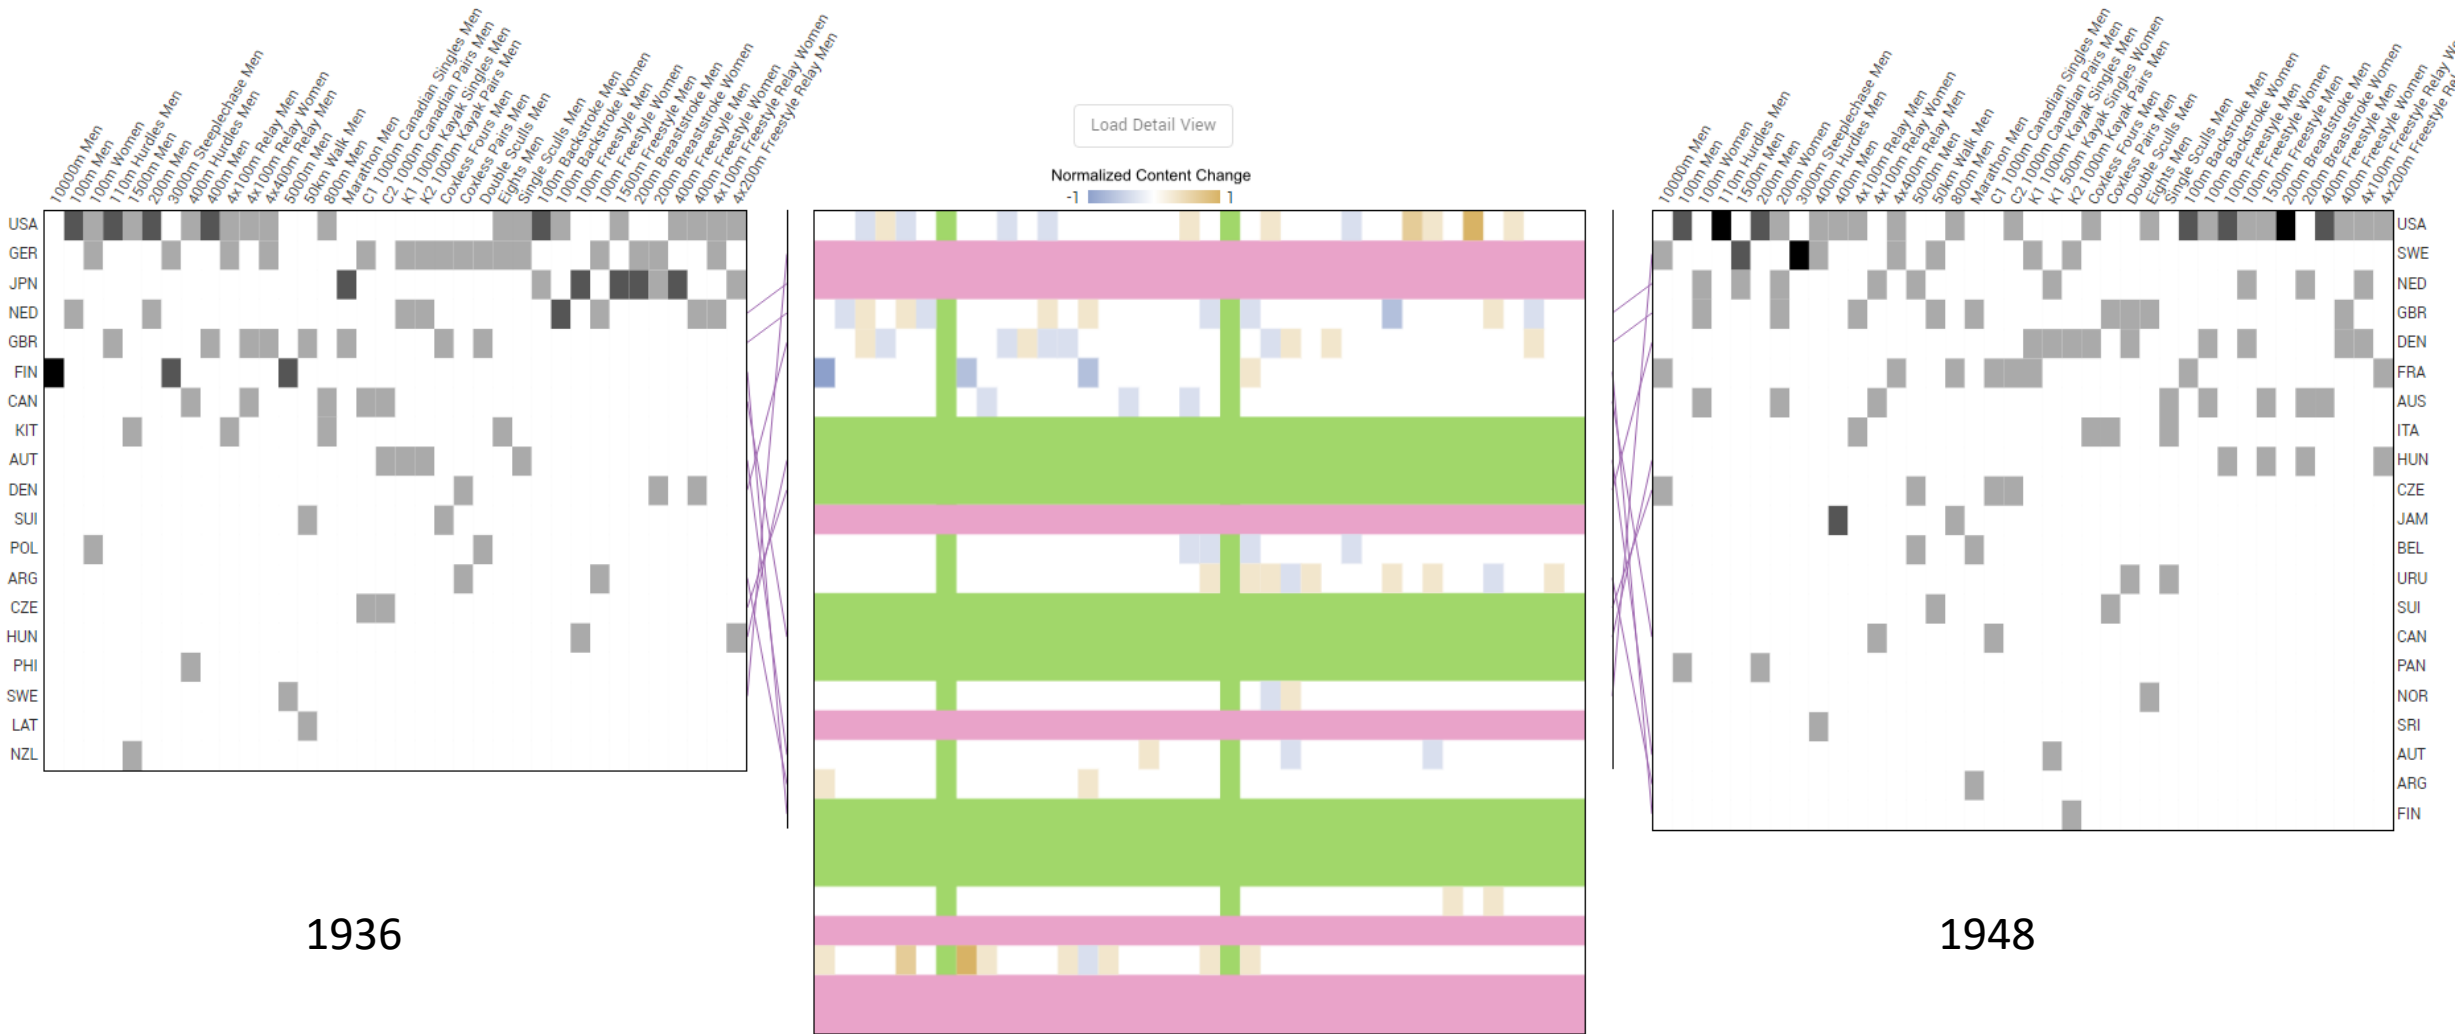 10000m Men
100m Men
100m Women
110m Hurdles Men
1500m Men
200m Men
3000m Steeplechase Men
400m Hurdles Men
400m Men
4x100m Relay Men
4x100m Relay Women
4x400m Relay Men
5000m Men
50km Walk Men
800m Men
Marathon Men
C1 1000m Canadian Singles Men
C2 1000m Canadian Pairs Men
K1 1000m Kayak Singles Men
K2 1000m Kayak Pairs Men
Coxless Fours Men
Coxless Pairs Men
Double Sculls Men
Eights Men
Single Sculls Men
100m Backstroke Men
100m Backstroke Women
100m Freestyle Men
100m Freestyle Women
1500m Freestyle Men
200m Breaststroke Men
200m Breaststroke Women
400m Freestyle Men
400m Freestyle Women
4x100m Freestyle Relay Women
4x200m Freestyle Relay Men
USA
GER
JPN
NED
GBR
FIN
CAN
KIT
AUT
DEN
SUI
POL
ARG
CZE
HUN
PHI
SWE
LAT
NZL
1936
Load Detail View
Normalized Content Change
-1
1
10000m Men
100m Men
100m Women
110m Hurdles Men
1500m Men
200m Men
200m Women
3000m Steeplechase Men
400m Hurdles Men
400m Men
4x100m Relay Men
4x100m Relay Women
4x400m Relay Men
5000m Men
50km Walk Men
800m Men
Marathon Men
C1 1000m Canadian Singles Men
C2 1000m Canadian Pairs Men
K1 1000m Kayak Singles Men
K1 500m Kayak Singles Women
K2 1000m Kayak Pairs Men
Coxless Fours Men
Coxless Pairs Men
Double Sculls Men
Eights Men
Single Sculls Men
100m Backstroke Men
100m Backstroke Women
100m Freestyle Men
100m Freestyle Women
1500m Freestyle Men
200m Breaststroke Men
200m Breaststroke Women
400m Freestyle Men
400m Freestyle Women
4x100m Freestyle Relay
4x200m Freestyle
USA
SWE
NED
GBR
DEN
FRA
AUS
ITA
HUN
CZE
JAM
BEL
URU
SUI
CAN
PAN
NOR
SRI
AUT
ARG
FIN
1948